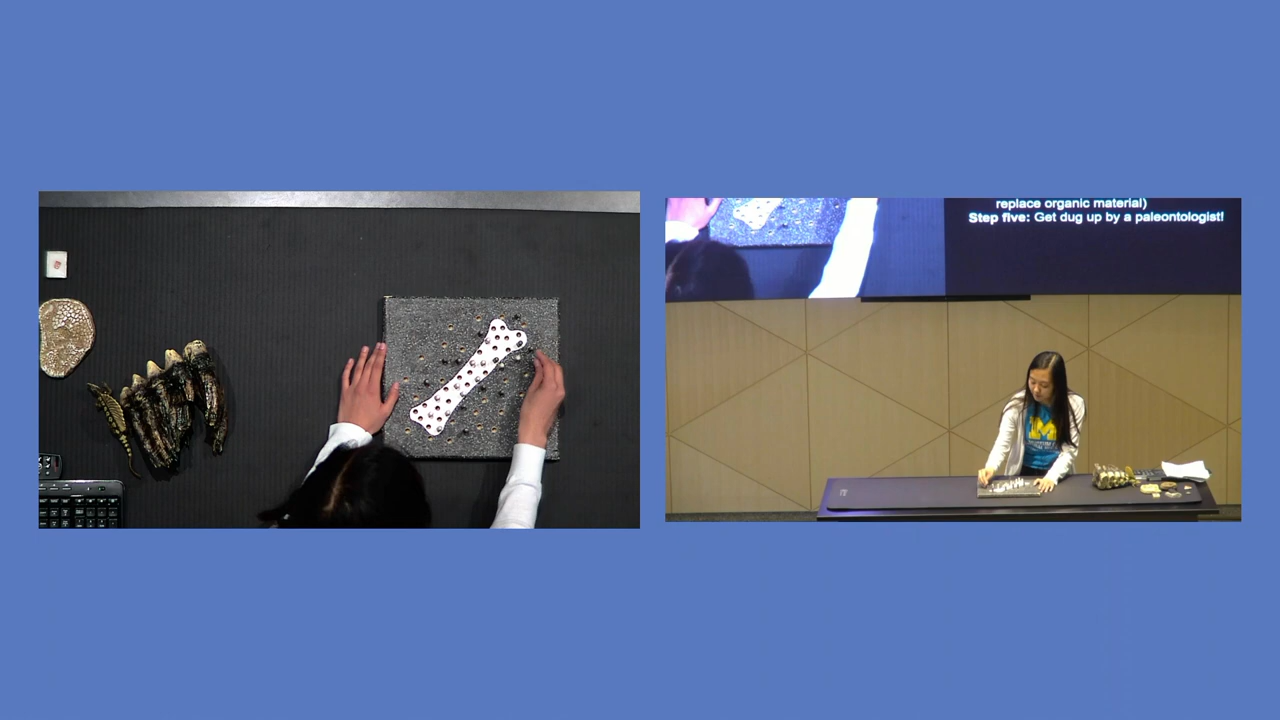 replace organic material)
Step five: Get dug up by a paleontologist!
M